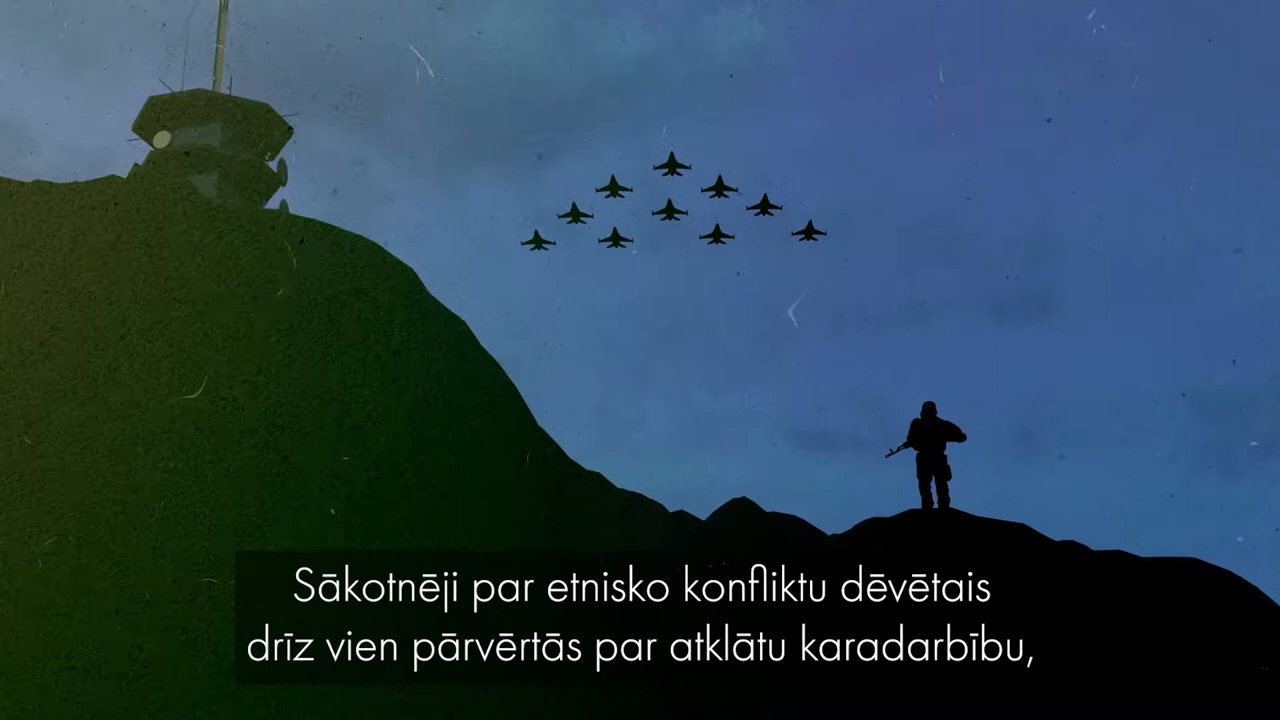 Sākotnēji par etnisko konfliktu dēvētais
drīz vien pārvērtās par atklātu karadarbību,